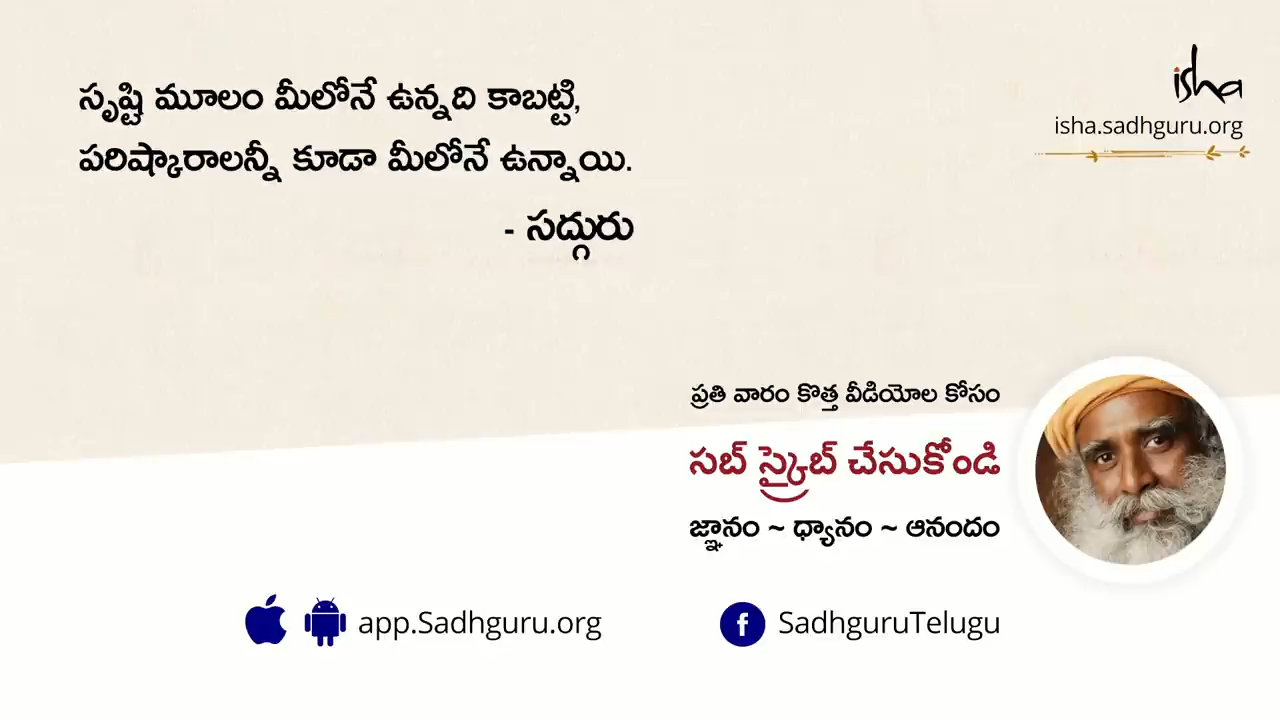 సృష్టి మూలం మీలోనే ఉన్నది కాబట్టి,
పరిష్కారాలన్నీ కూడా మీలోనే ఉన్నాయి.
- సద్గురు
isha
isha.sadhguru.org
ప్రతి వారం కొత్త వీడియోల కోసం
సబ్ స్క్రైబ్ చేసుకోండి
జ్ఞానం ~ ధ్యానం ~ ఆనందం
app.Sadhguru.org
SadhguruTelugu